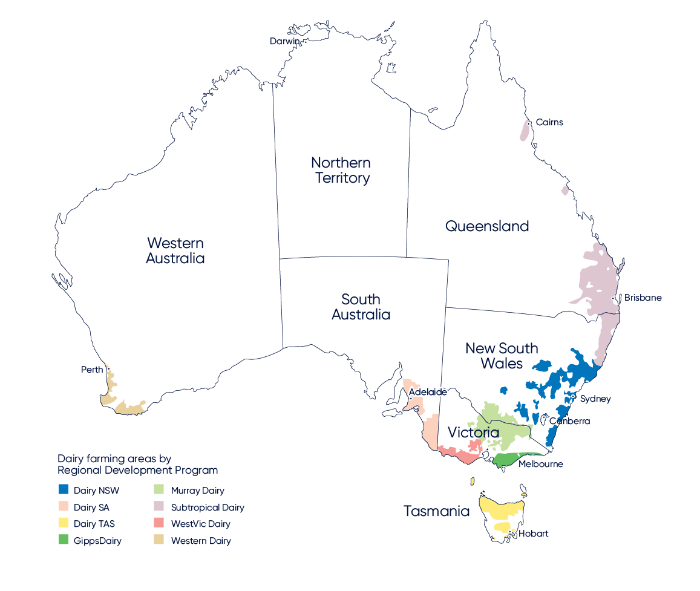 Darwin
Cairns
Northern
Territory
Queensland
Western
Australia
South
Australia
Brisbane
New South
Wales
Perth
Adelaide
Sydney
Canberra
Victoria
Melbourne
Tasmania
Hobart
Dairy farming areas by
Regional Development Program
Dairy NSW
Dairy SA
Dairy TAS
GippsDairy
Murray Dairy
Subtropical Dairy
WestVic Dairy
Western Dairy